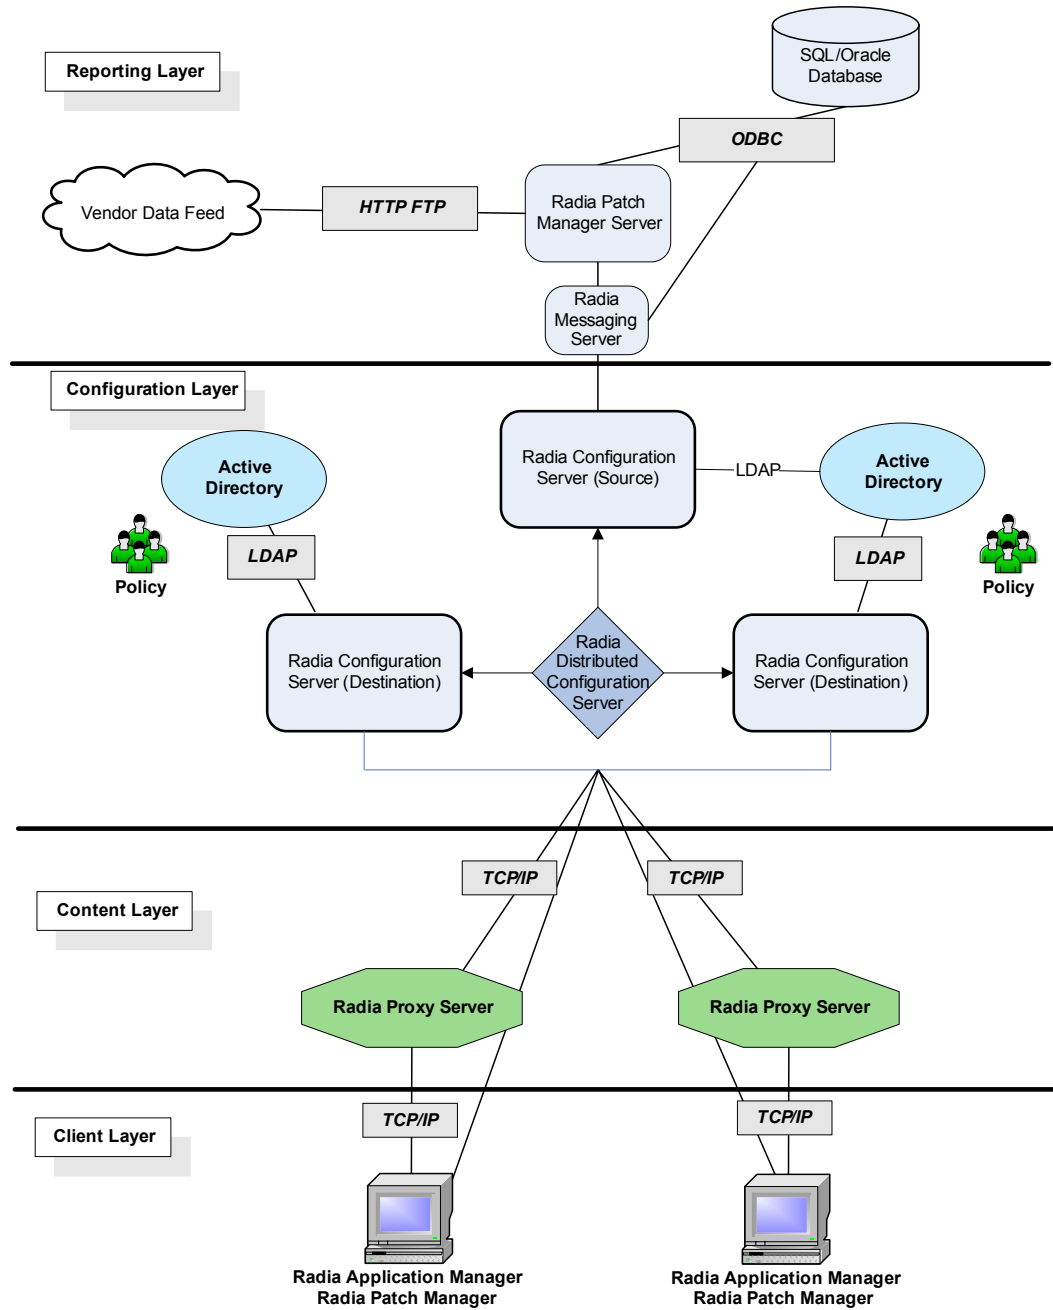 Reporting Layer
SQL/Oracle
Database
ODBC
Vendor Data Feed
HTTP FTP
Radia Patch
Manager Server
Radia
Messaging
Server
Configuration Layer
Active
Directory
Radia Configuration
Server (Source)
LDAP
Active
Directory
Policy
LDAP
LDAP
Policy
Radia Configuration
Server (Destination)
Radia
Distributed
Configuration
Server
Radia Configuration
Server (Destination)
TCP/IP
TCP/IP
Content Layer
Radia Proxy Server
Radia Proxy Server
Client Layer
TCP/IP
TCP/IP
Radia Application Manager
Radia Patch Manager
Radia Application Manager
Radia Patch Manager